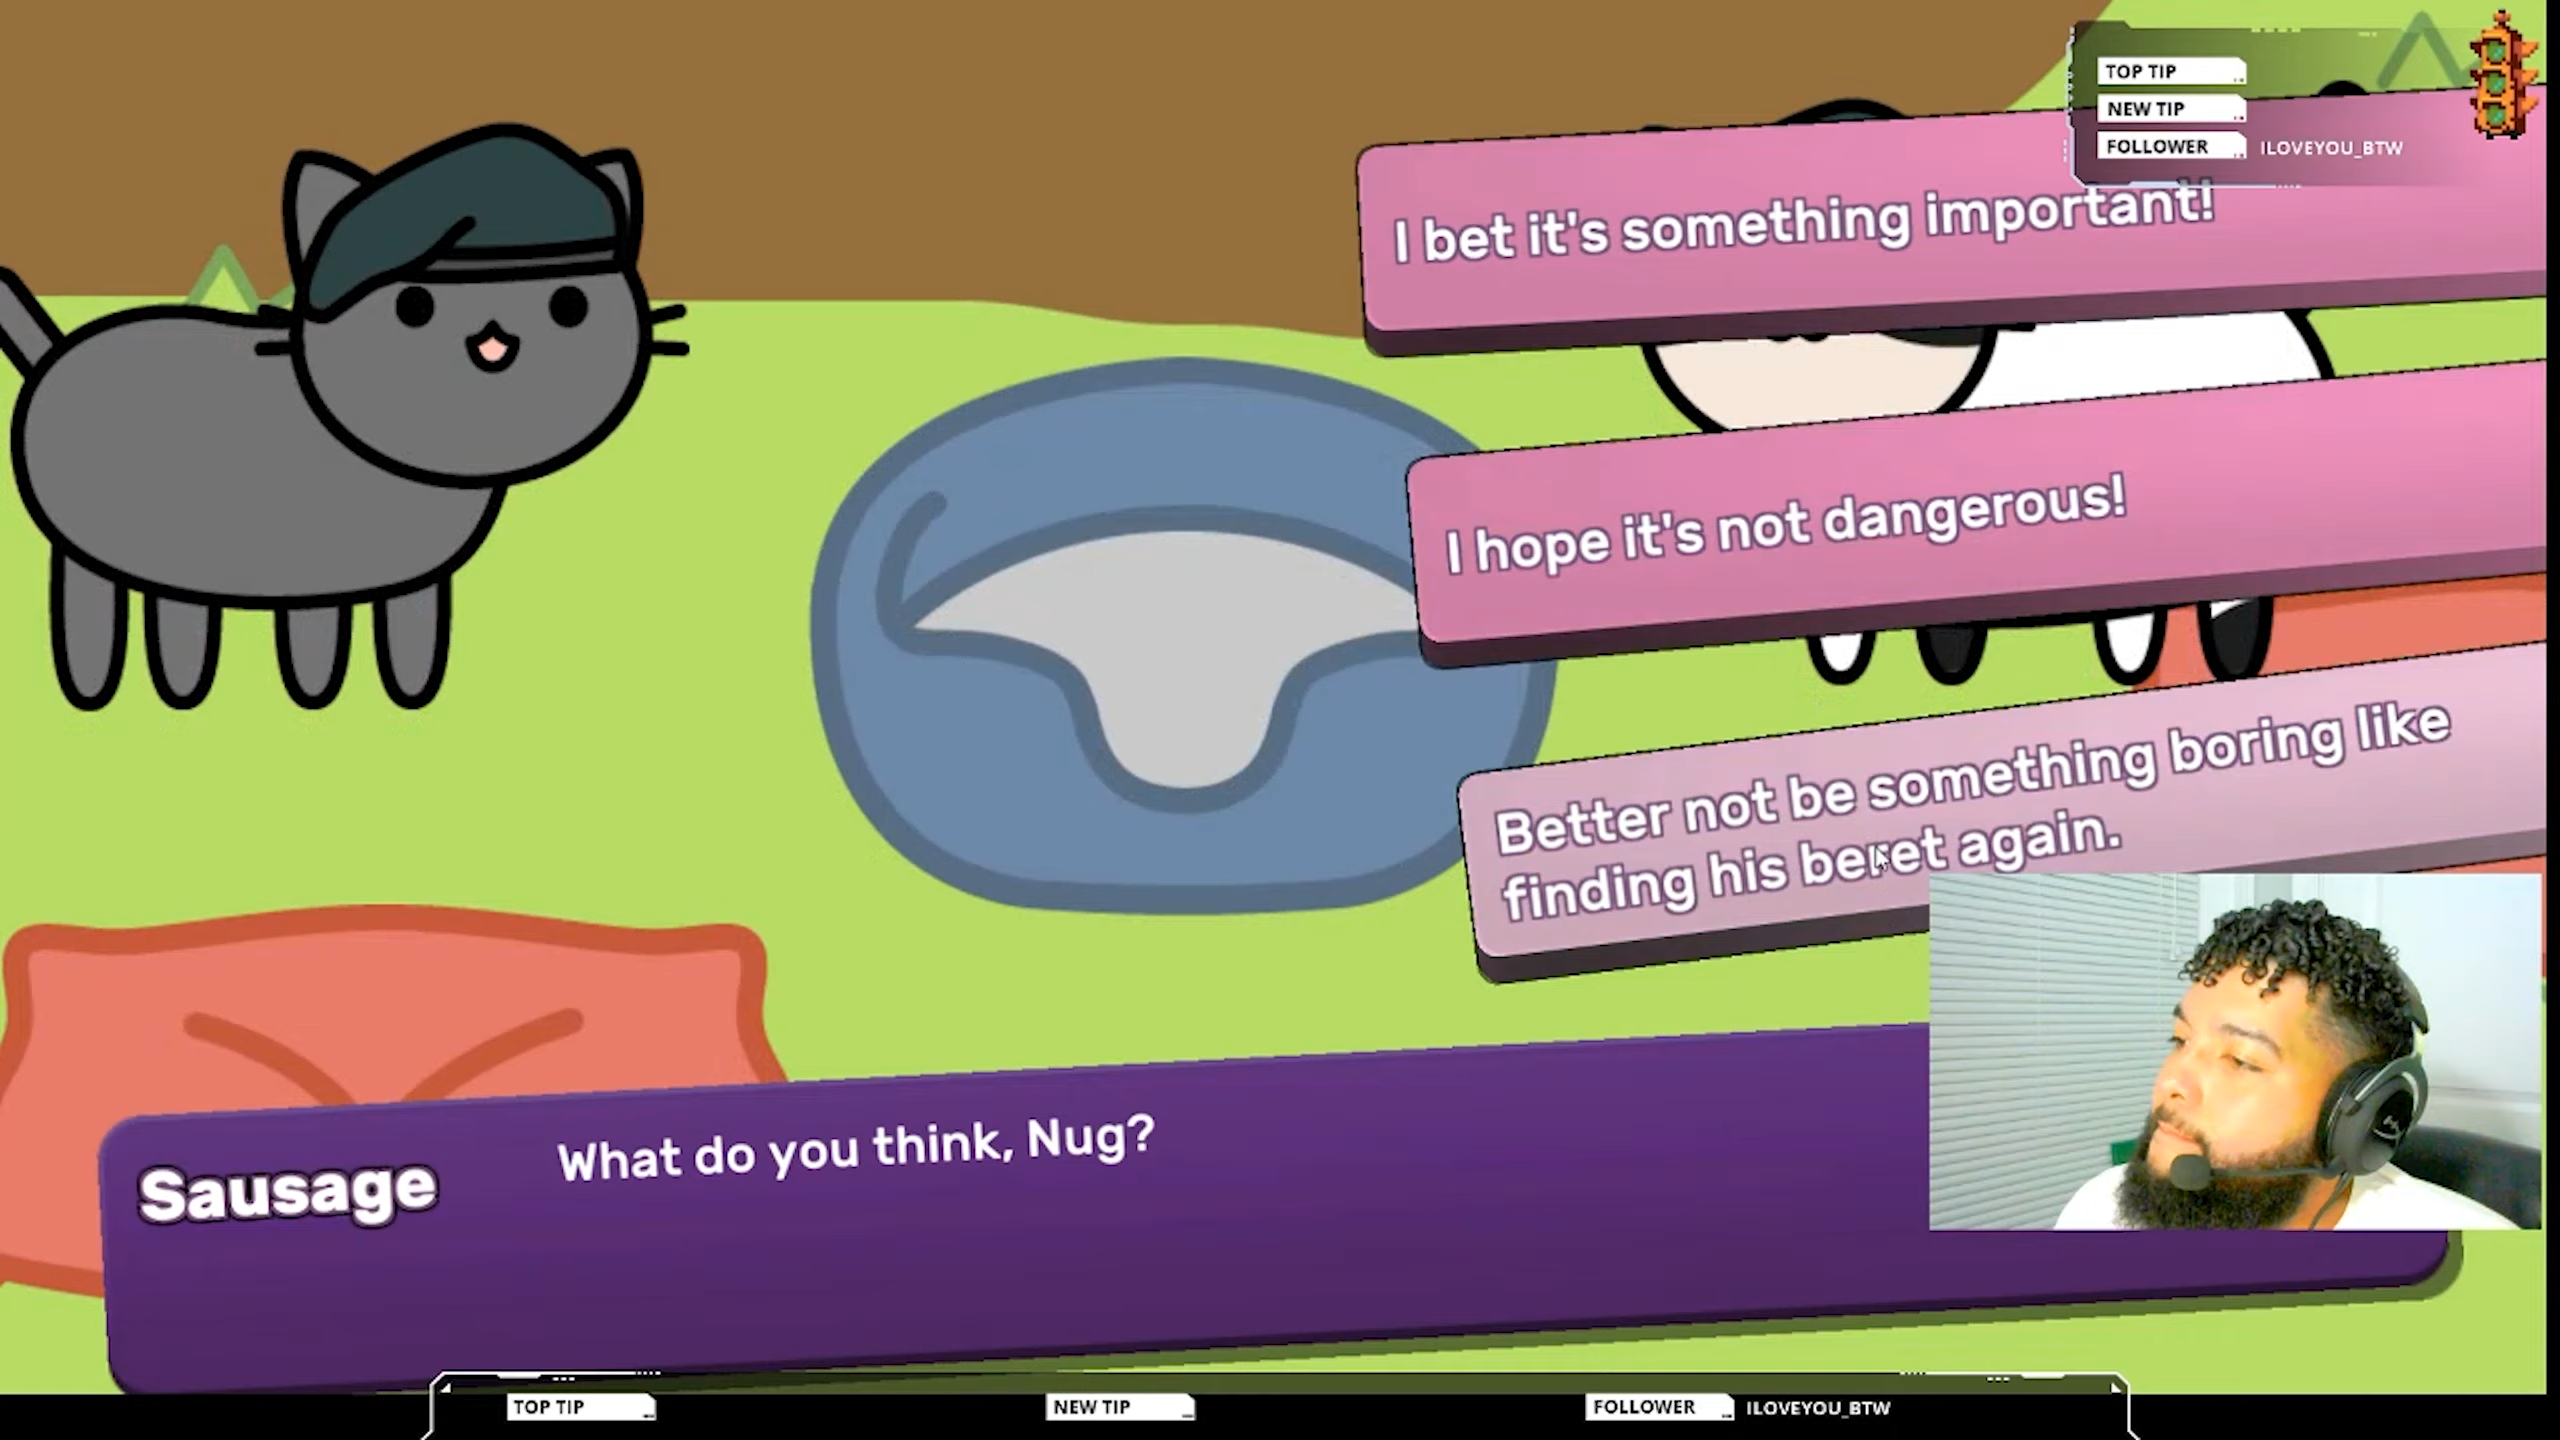 TOP TIP
NEW TIP
FOLLOWER ILOVEYOU_BTW
I bet it's something important!
I hope it's not dangerous!
Better not be something boring like
finding his beret again.
Sausage
What do you think, Nug?
TOP TIP
NEW TIP
FOLLOWER ILOVEYOU_BTW